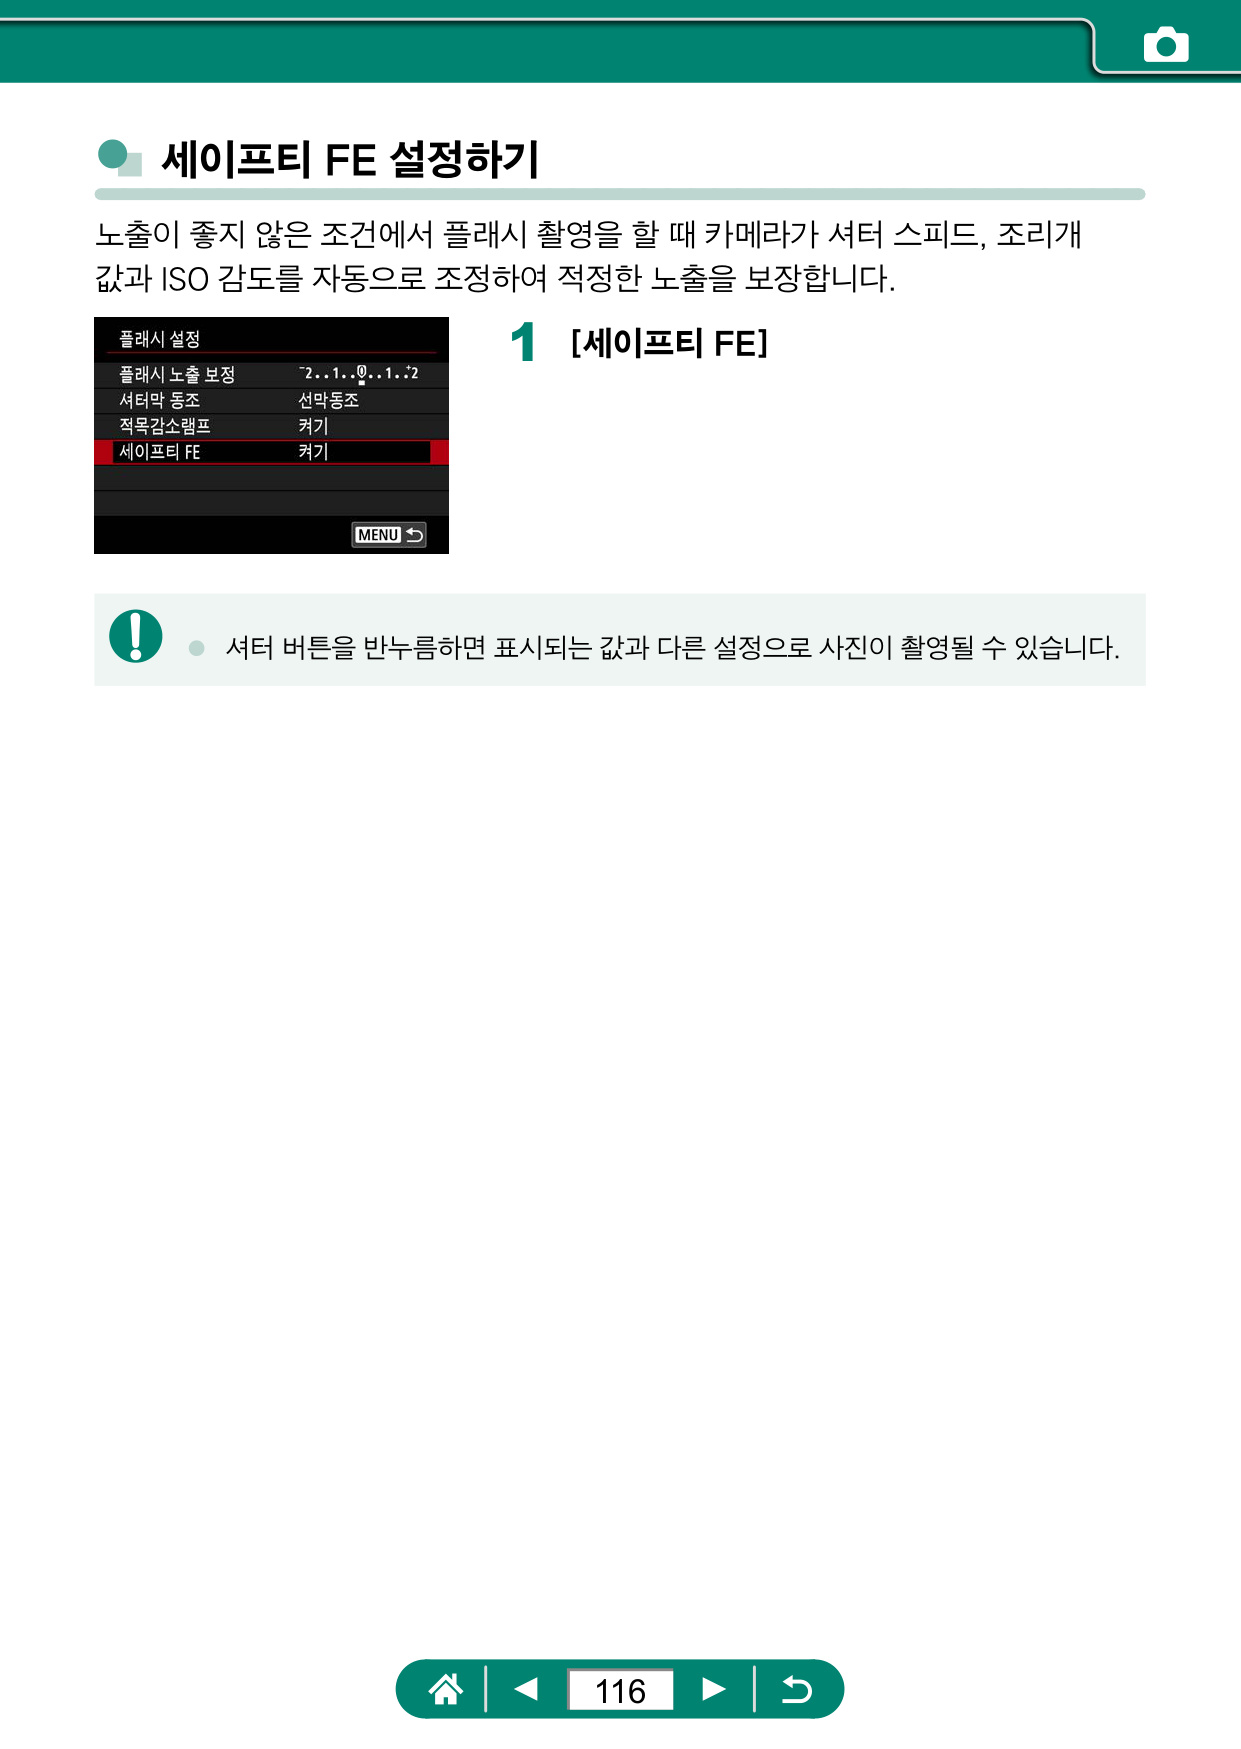 세이프티 FE 설정하기
노출이 좋지 않은 조건에서 플래시 촬영을 할 때 카메라가 셔터 스피드, 조리개
값과 ISO 감도를 자동으로 조정하여 적정한 노출을 보장합니다.
플래시 설정
플래시 노출 보정 -2..1..0..1..+2
셔터막 동조 선막동조
적목감소램프 켜기
세이프티 FE 켜기
MENU
1 [세이프티 FE]
셔터 버튼을 반누름하면 표시되는 값과 다른 설정으로 사진이 촬영될 수 있습니다.
116